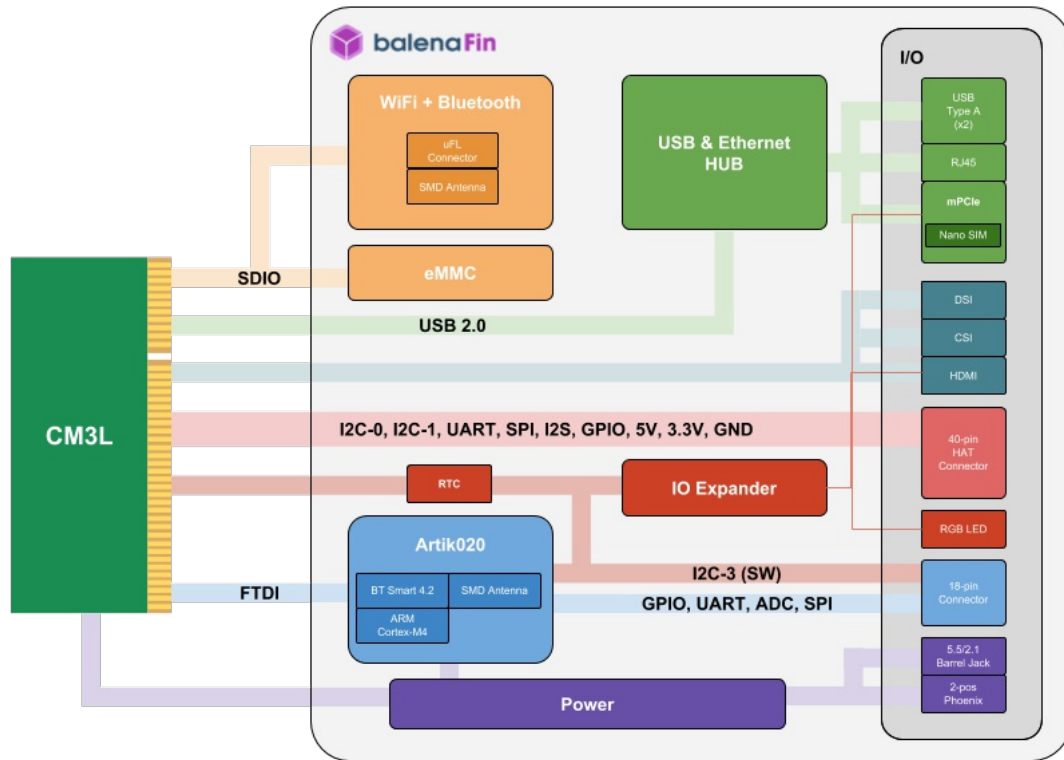 balenaFin
I/O
WiFi + Bluetooth
uFL
Connector
SMD Antenna
USB & Ethernet
HUB
USB
Type A
(x2)
RJ45
mPCIe
Nano SIM
eMMC
SDIO
USB 2.0
DSI
CSI
HDMI
CM3L
I2C-0, I2C-1, UART, SPI, I2S, GPIO, 5V, 3.3V, GND
40-pin
HAT
Connector
RTC
IO Expander
RGB LED
Artik020
BT Smart 4.2
SMD Antenna
ARM
Cortex-M4
FTDI
I2C-3 (SW)
GPIO, UART, ADC, SPI
18-pin
Connector
5.5/2.1
Barrel Jack
2-pos
Phoenix
Power